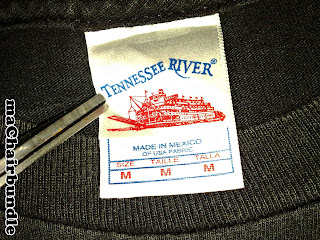 TENNESSEE RIVER®
MADE IN MEXICO
OF USA FABRIC
SIZE TAILLE TALLA
M M M
maChairbundle